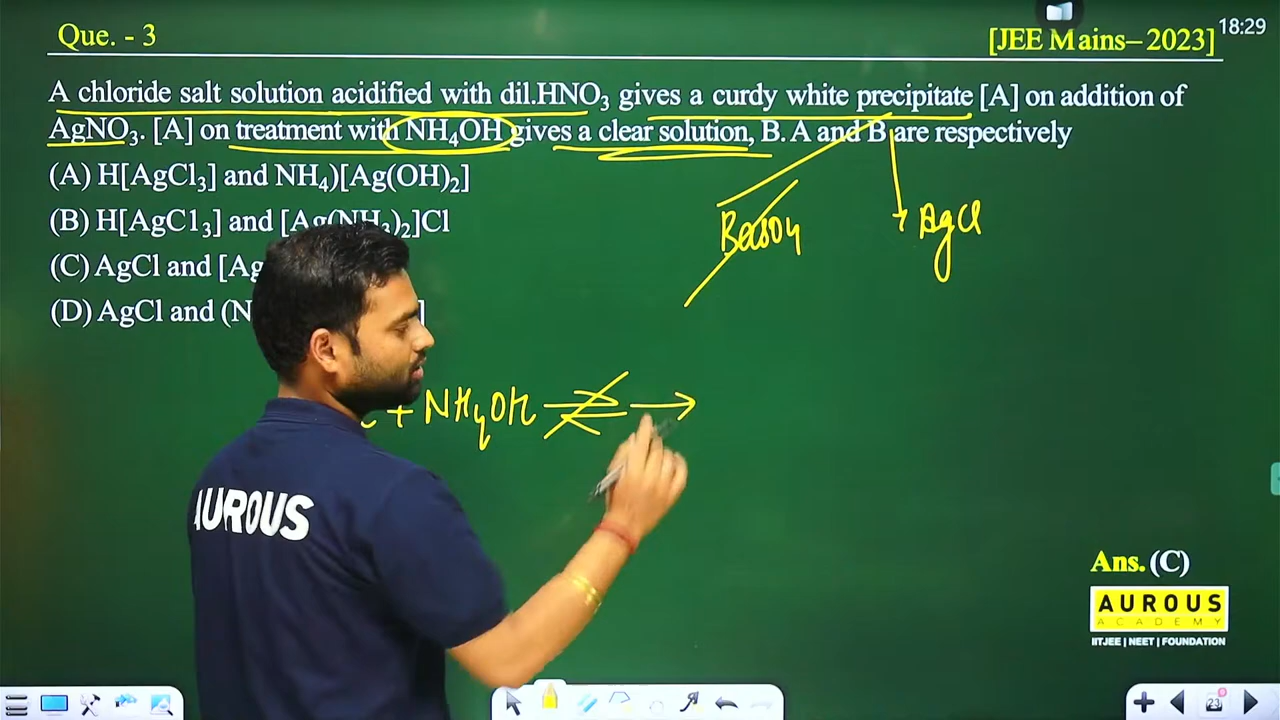 Que. - 3
[JEE Mains– 2023]
18:29
A chloride salt solution acidified with dil.HNO₃ gives a curdy white precipitate [A] on addition of
AgNO₃. [A] on treatment with NH₄OH gives a clear solution, B. A and B are respectively
(A) H[AgCl₃] and NH₄)[Ag(OH)₂]
(B) H[AgC1₃] and [Ag(NH₃)₂]Cl
(C) AgCl and [Ag
(D) AgCl and (N ]
AgCl
+ NH₄OH ⇌ →
AUROUS
Ans. (C)
AUROUS
ACADEMY
IITJEE | NEET | FOUNDATION
23